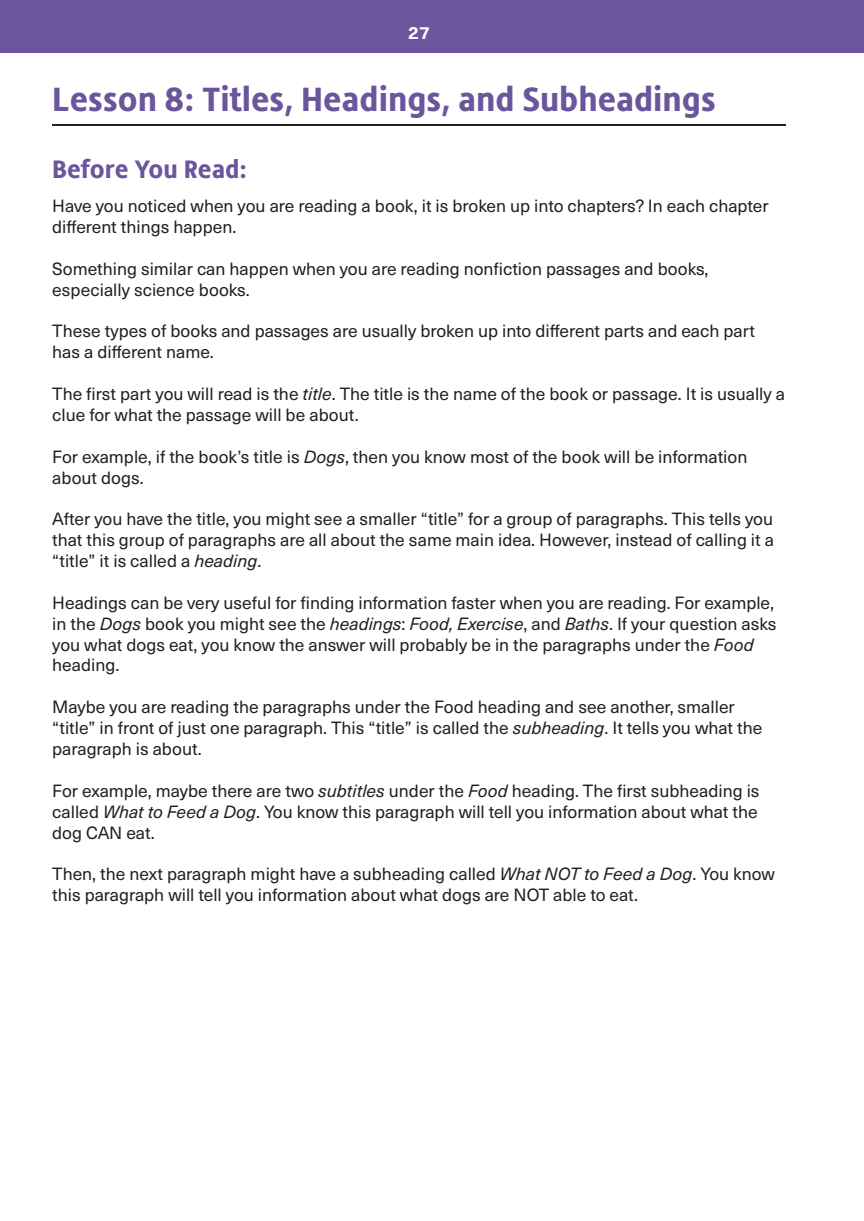 27
Lesson 8: Titles, Headings, and Subheadings
Before You Read:
Have you noticed when you are reading a book, it is broken up into chapters? In each chapter
different things happen.
Something similar can happen when you are reading nonfiction passages and books,
especially science books.
These types of books and passages are usually broken up into different parts and each part
has a different name.
The first part you will read is the title. The title is the name of the book or passage. It is usually a
clue for what the passage will be about.
For example, if the book’s title is Dogs, then you know most of the book will be information
about dogs.
After you have the title, you might see a smaller “title” for a group of paragraphs. This tells you
that this group of paragraphs are all about the same main idea. However, instead of calling it a
“title” it is called a heading.
Headings can be very useful for finding information faster when you are reading. For example,
in the Dogs book you might see the headings: Food, Exercise, and Baths. If your question asks
you what dogs eat, you know the answer will probably be in the paragraphs under the Food
heading.
Maybe you are reading the paragraphs under the Food heading and see another, smaller
“title” in front of just one paragraph. This “title” is called the subheading. It tells you what the
paragraph is about.
For example, maybe there are two subtitles under the Food heading. The first subheading is
called What to Feed a Dog. You know this paragraph will tell you information about what the
dog CAN eat.
Then, the next paragraph might have a subheading called What NOT to Feed a Dog. You know
this paragraph will tell you information about what dogs are NOT able to eat.